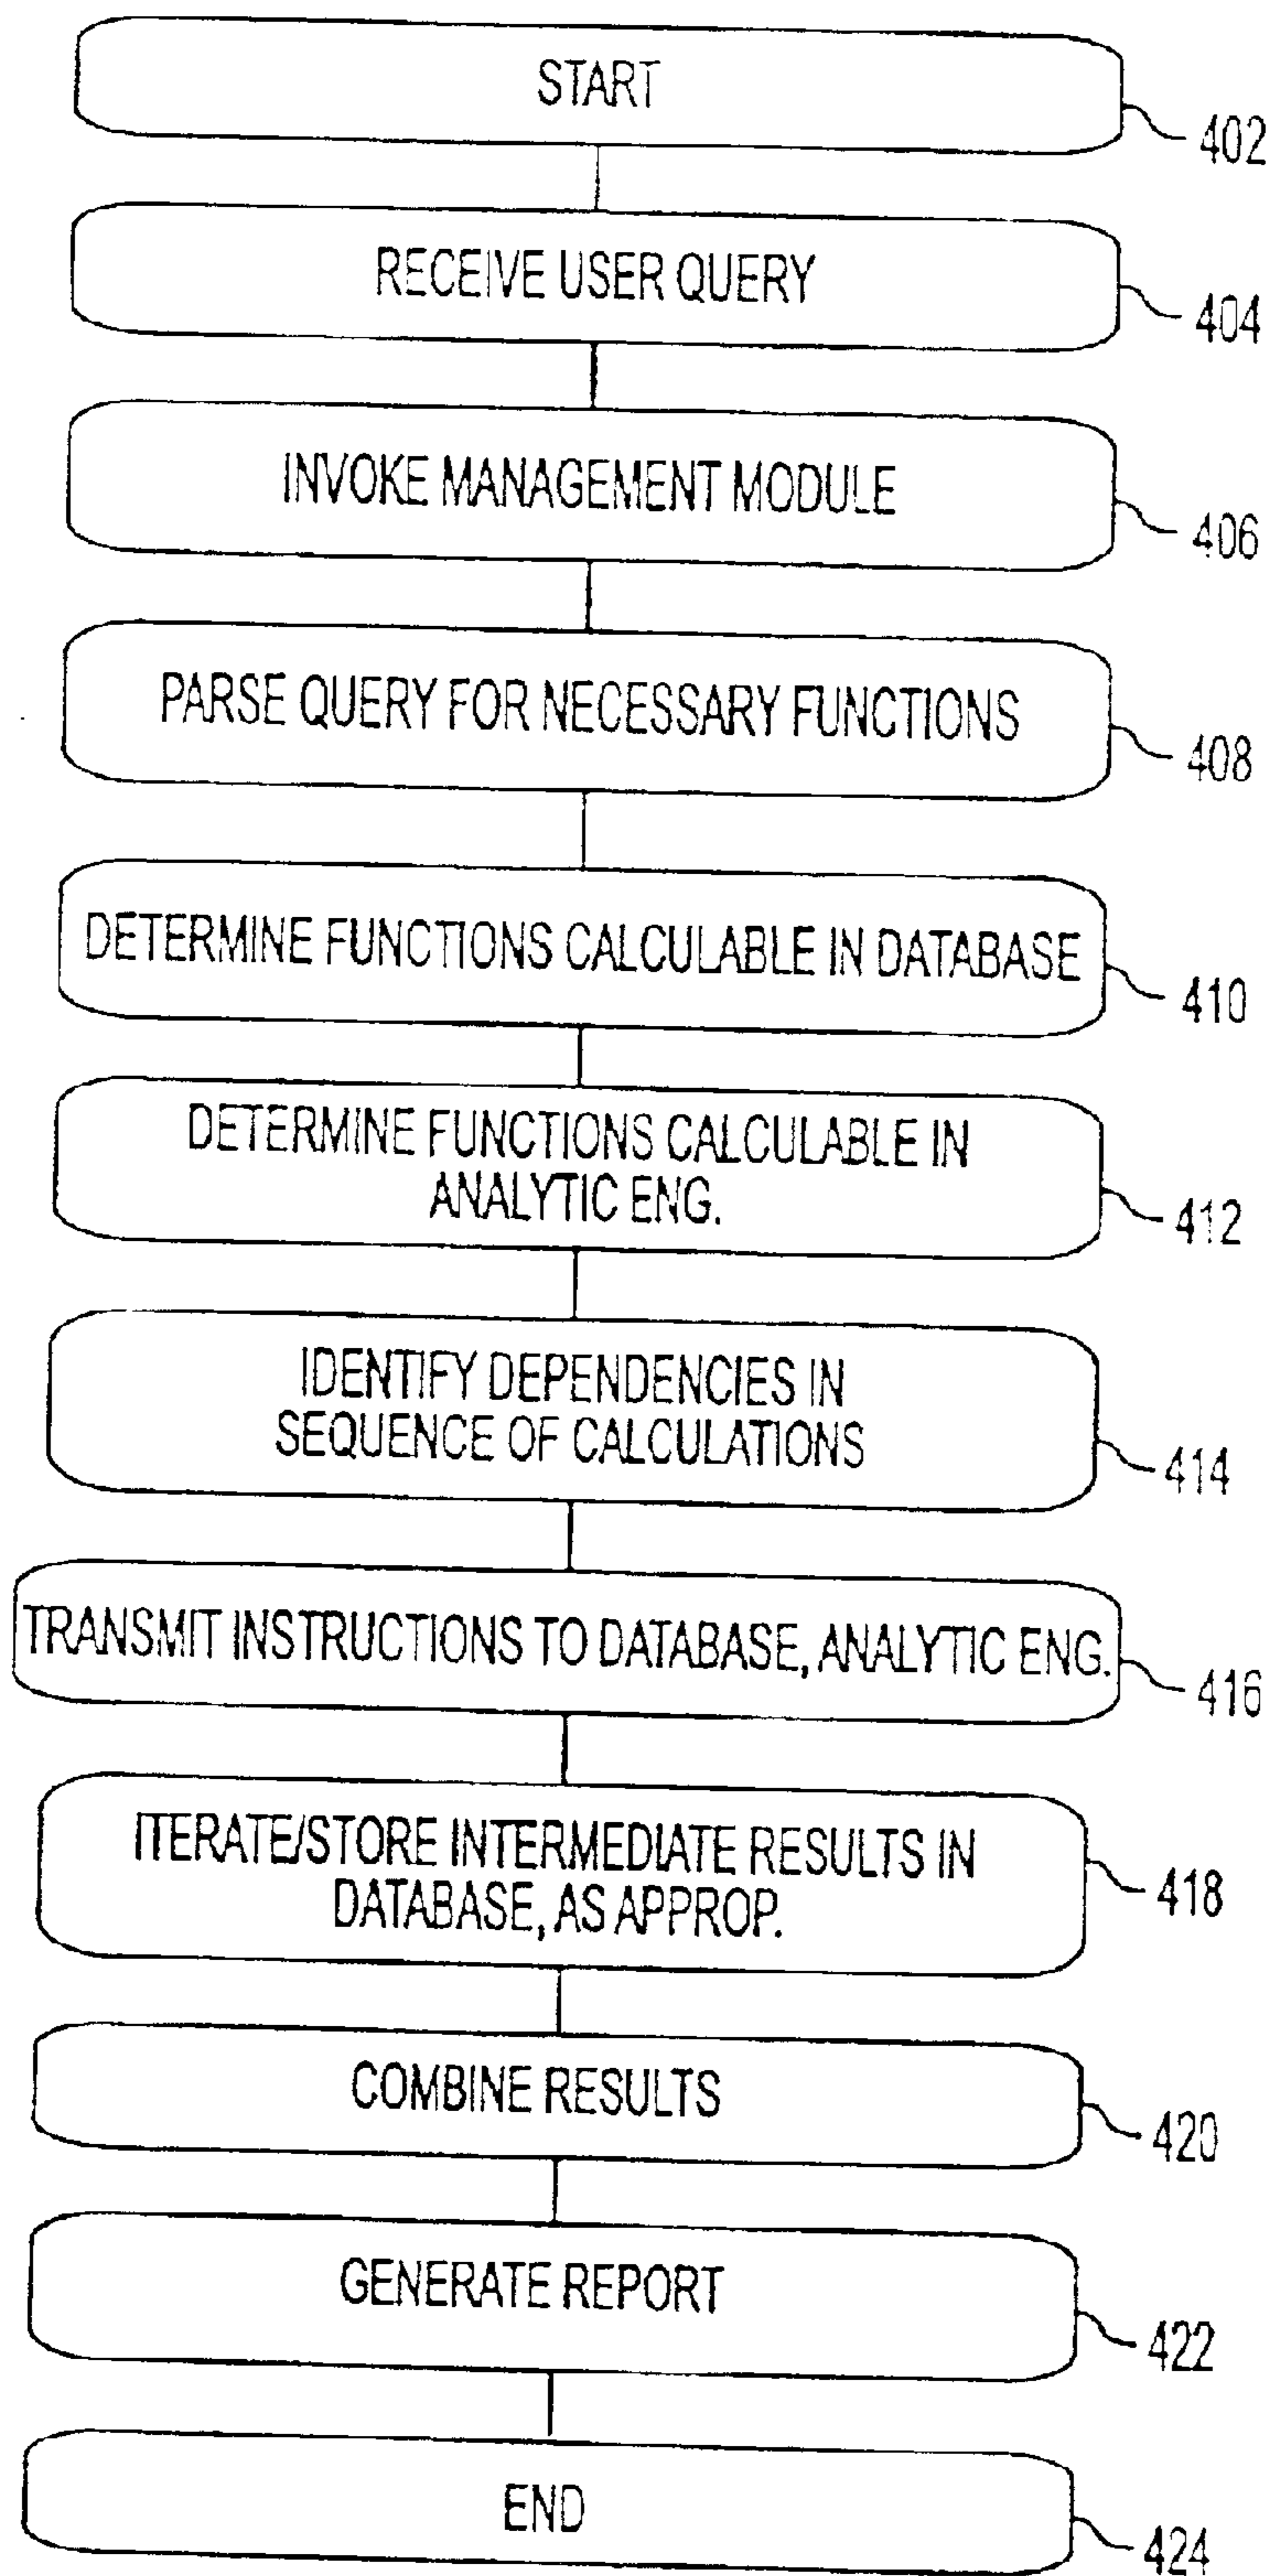 START
402
RECEIVE USER QUERY
404
INVOKE MANAGEMENT MODULE
406
PARSE QUERY FOR NECESSARY FUNCTIONS
408
DETERMINE FUNCTIONS CALCULABLE IN DATABASE
410
DETERMINE FUNCTIONS CALCULABLE IN
ANALYTIC ENG.
412
IDENTIFY DEPENDENCIES IN
SEQUENCE OF CALCULATIONS
414
TRANSMIT INSTRUCTIONS TO DATABASE, ANALYTIC ENG.
416
ITERATE/STORE INTERMEDIATE RESULTS IN
DATABASE, AS APPROP.
418
COMBINE RESULTS
420
GENERATE REPORT
422
END
424